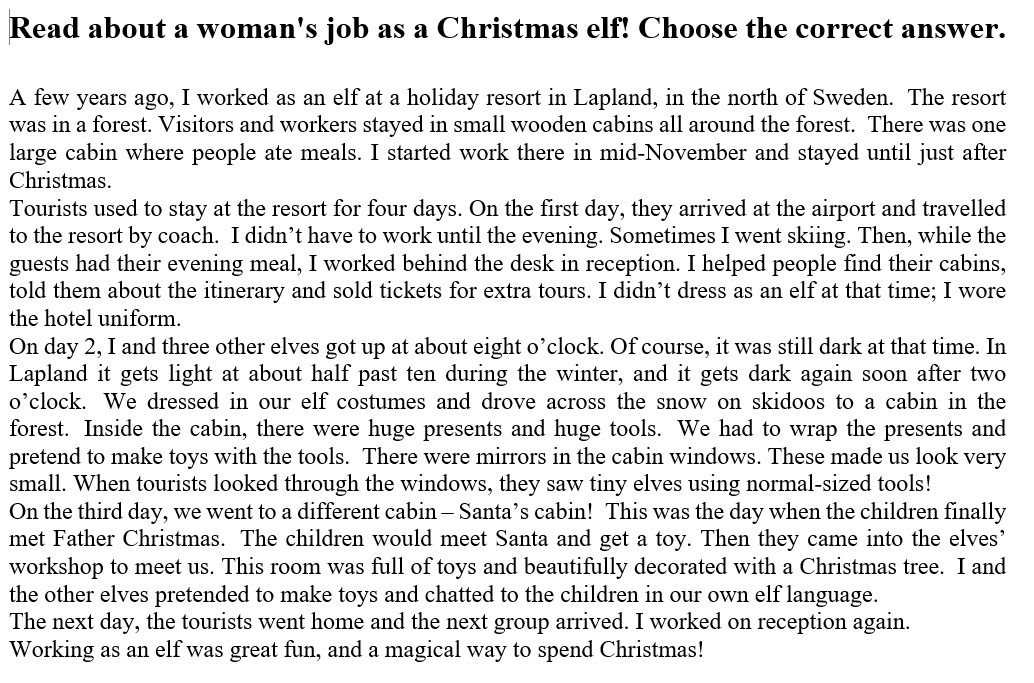 Read about a woman's job as a Christmas elf! Choose the correct answer.
A few years ago, I worked as an elf at a holiday resort in Lapland, in the north of Sweden.  The resort
was in a forest. Visitors and workers stayed in small wooden cabins all around the forest.  There was one
large cabin where people ate meals. I started work there in mid-November and stayed until just after
Christmas.
Tourists used to stay at the resort for four days. On the first day, they arrived at the airport and travelled
to the resort by coach.  I didn’t have to work until the evening. Sometimes I went skiing. Then, while the
guests had their evening meal, I worked behind the desk in reception. I helped people find their cabins,
told them about the itinerary and sold tickets for extra tours. I didn’t dress as an elf at that time; I wore
the hotel uniform.
On day 2, I and three other elves got up at about eight o’clock. Of course, it was still dark at that time. In
Lapland it gets light at about half past ten during the winter, and it gets dark again soon after two
o’clock.  We dressed in our elf costumes and drove across the snow on skidoos to a cabin in the
forest.  Inside the cabin, there were huge presents and huge tools.  We had to wrap the presents and
pretend to make toys with the tools.  There were mirrors in the cabin windows. These made us look very
small. When tourists looked through the windows, they saw tiny elves using normal-sized tools!
On the third day, we went to a different cabin – Santa’s cabin!  This was the day when the children finally
met Father Christmas.  The children would meet Santa and get a toy. Then they came into the elves’
workshop to meet us. This room was full of toys and beautifully decorated with a Christmas tree.  I and
the other elves pretended to make toys and chatted to the children in our own elf language.
The next day, the tourists went home and the next group arrived. I worked on reception again.
Working as an elf was great fun, and a magical way to spend Christmas!